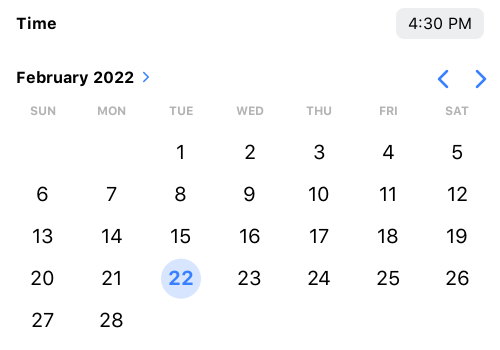 Time 4:30 PM
February 2022
SUN MON TUE WED THU FRI SAT
1 2 3 4 5
6 7 8 9 10 11 12
13 14 15 16 17 18 19
20 21 22 23 24 25 26
27 28